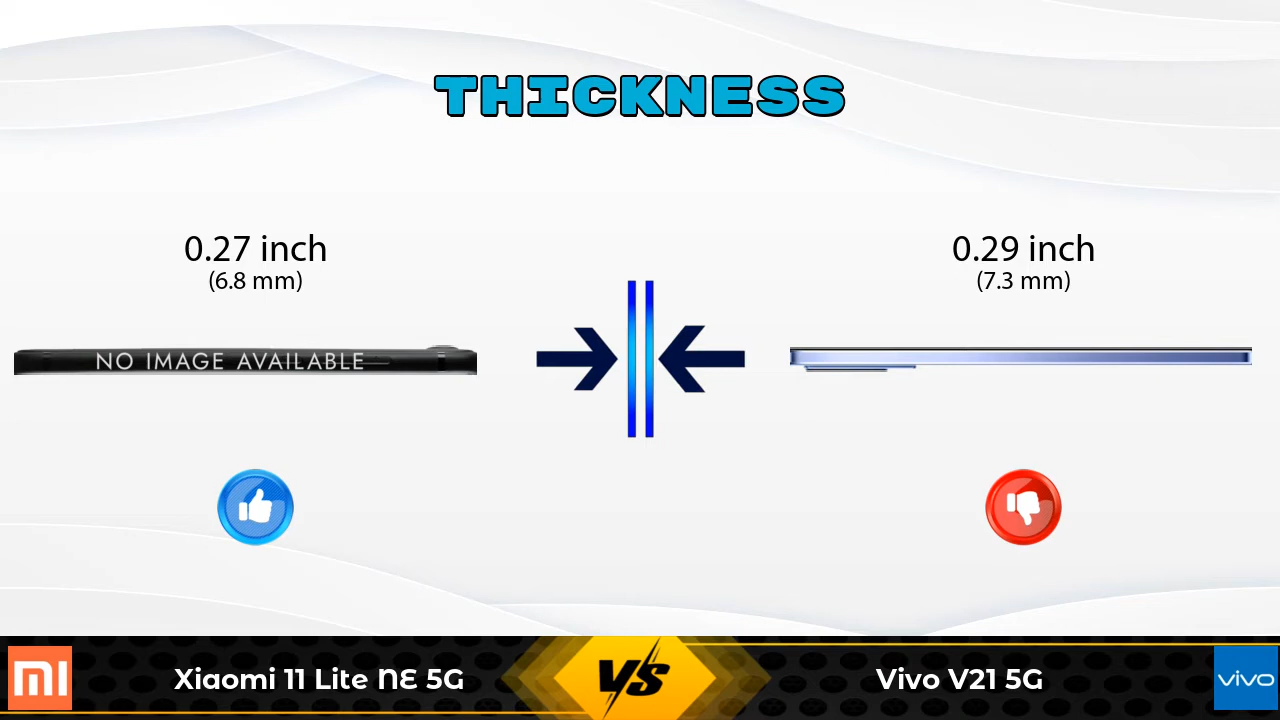 THICKNESS
0.27 inch
(6.8 mm)
0.29 inch
(7.3 mm)
NO IMAGE AVAILABLE
MI
Xiaomi 11 Lite NE 5G
VS
Vivo V21 5G
vivo